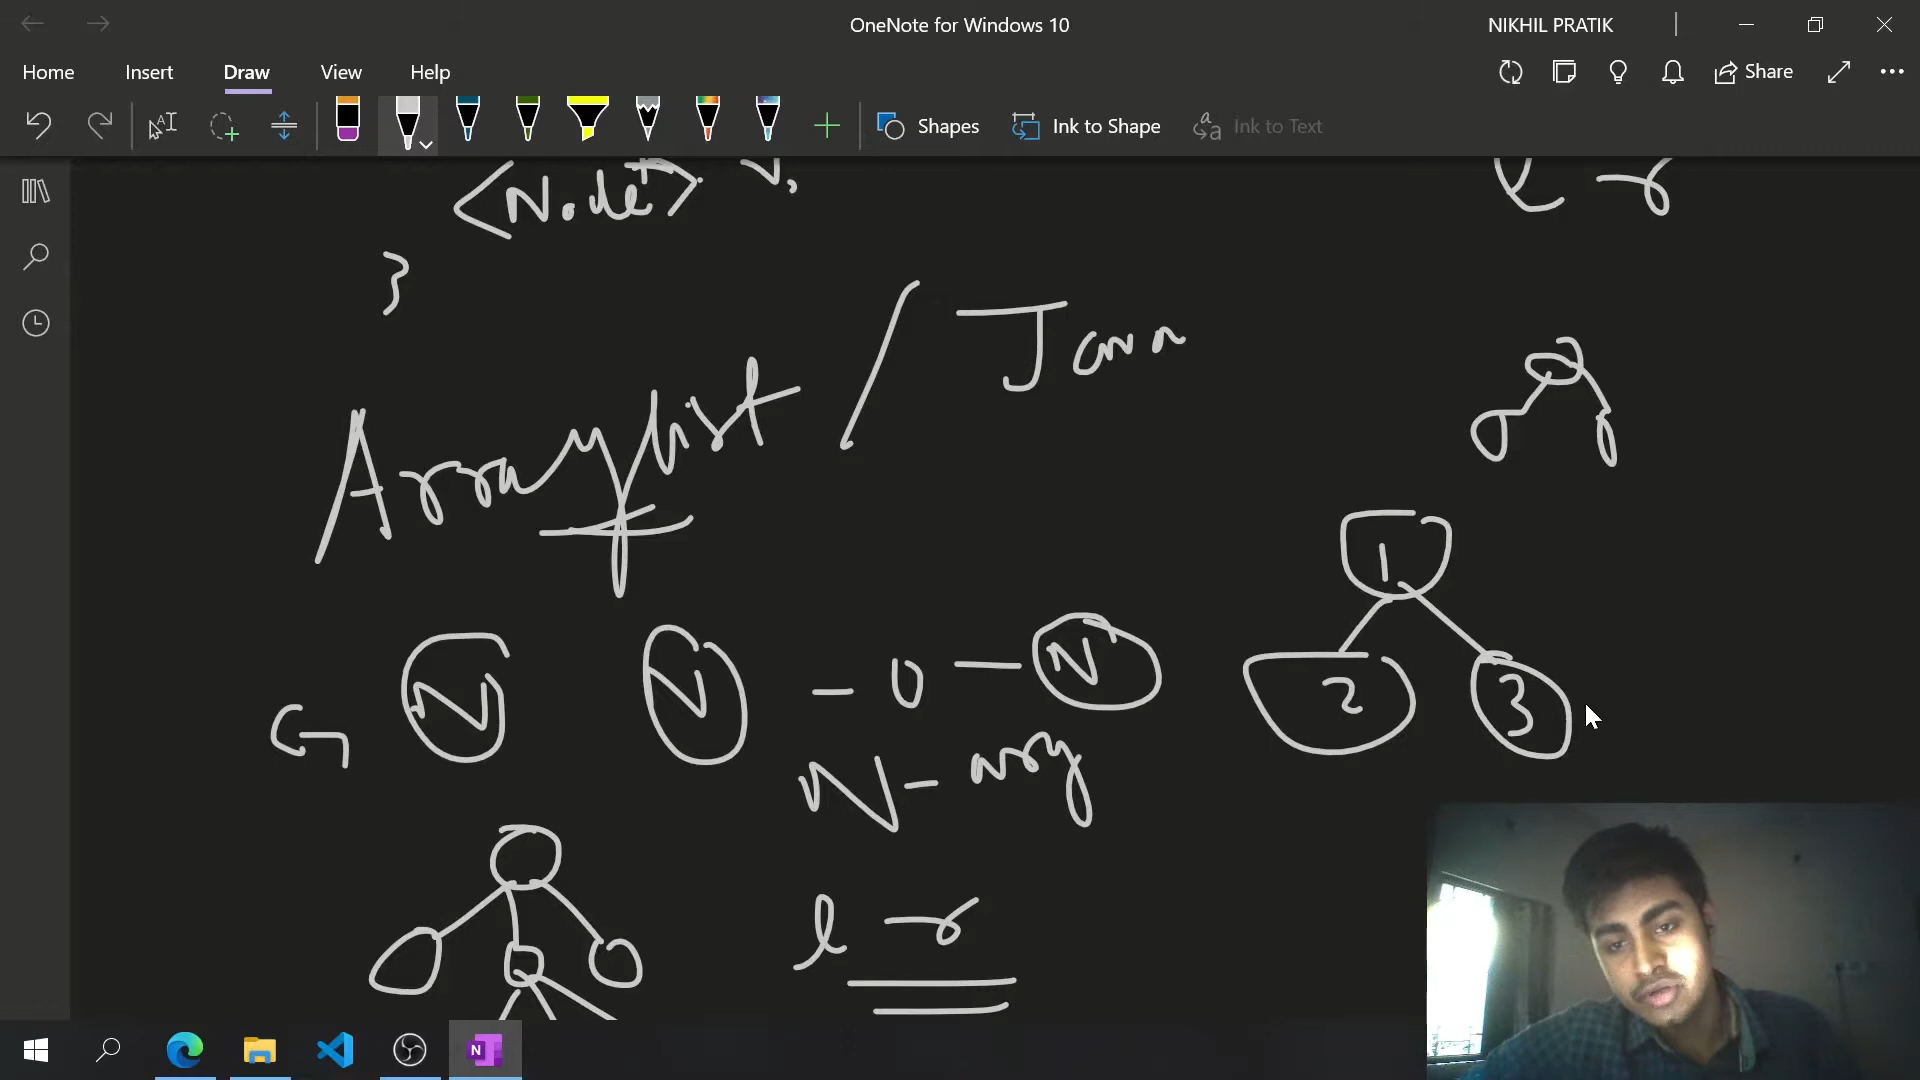 OneNote for Windows 10
NIKHIL PRATIK
Home Insert Draw View Help
Share
Shapes
Ink to Shape
Ink to Text
<Node*> v;
l r
}
Arraylist / Java
1
2 3
N N - 0 - N
N-ary
l r
N